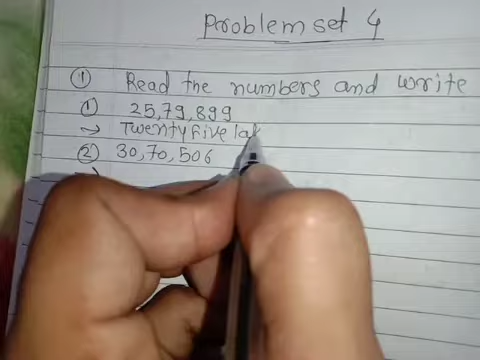 Problem set 4
① Read the numbers and write
① 25,79,899
→ Twenty five lak
② 30,70,506